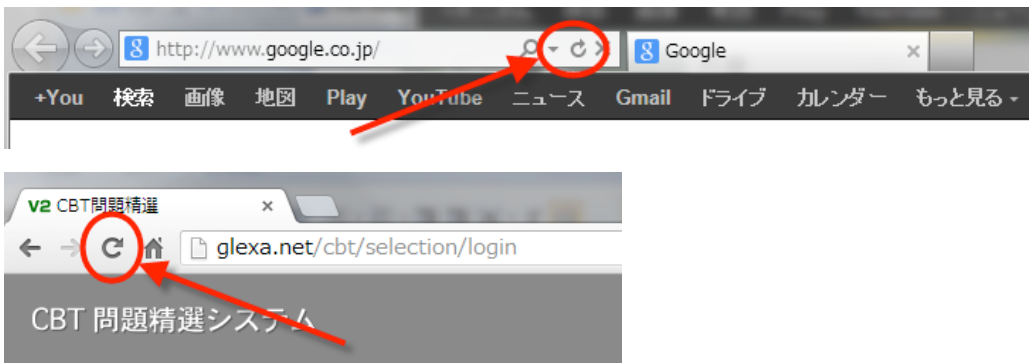 http://www.google.co.jp/ Google
+You 検索 画像 地図 Play YouTube ニュース Gmail ドライブ カレンダー もっと見る
V2 CBT問題精選
glexa.net/cbt/selection/login
CBT 問題精選システム